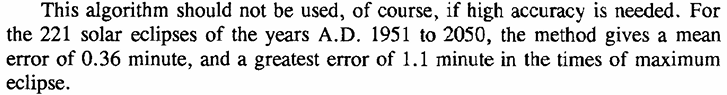 This algorithm should not be used, of course, if high accuracy is needed. For
the 221 solar eclipses of the years A.D. 1951 to 2050, the method gives a mean
error of 0.36 minute, and a greatest error of 1.1 minute in the times of maximum
eclipse.